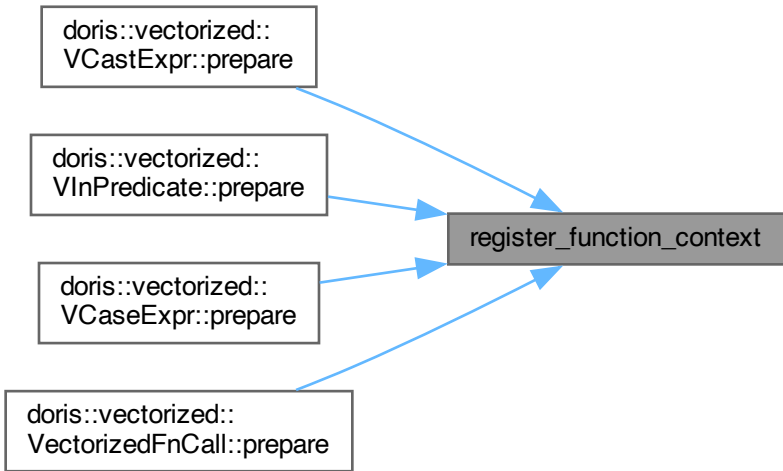 doris::vectorized::
VCastExpr::prepare
doris::vectorized::
VInPredicate::prepare
register_function_context
doris::vectorized::
VCaseExpr::prepare
doris::vectorized::
VectorizedFnCall::prepare